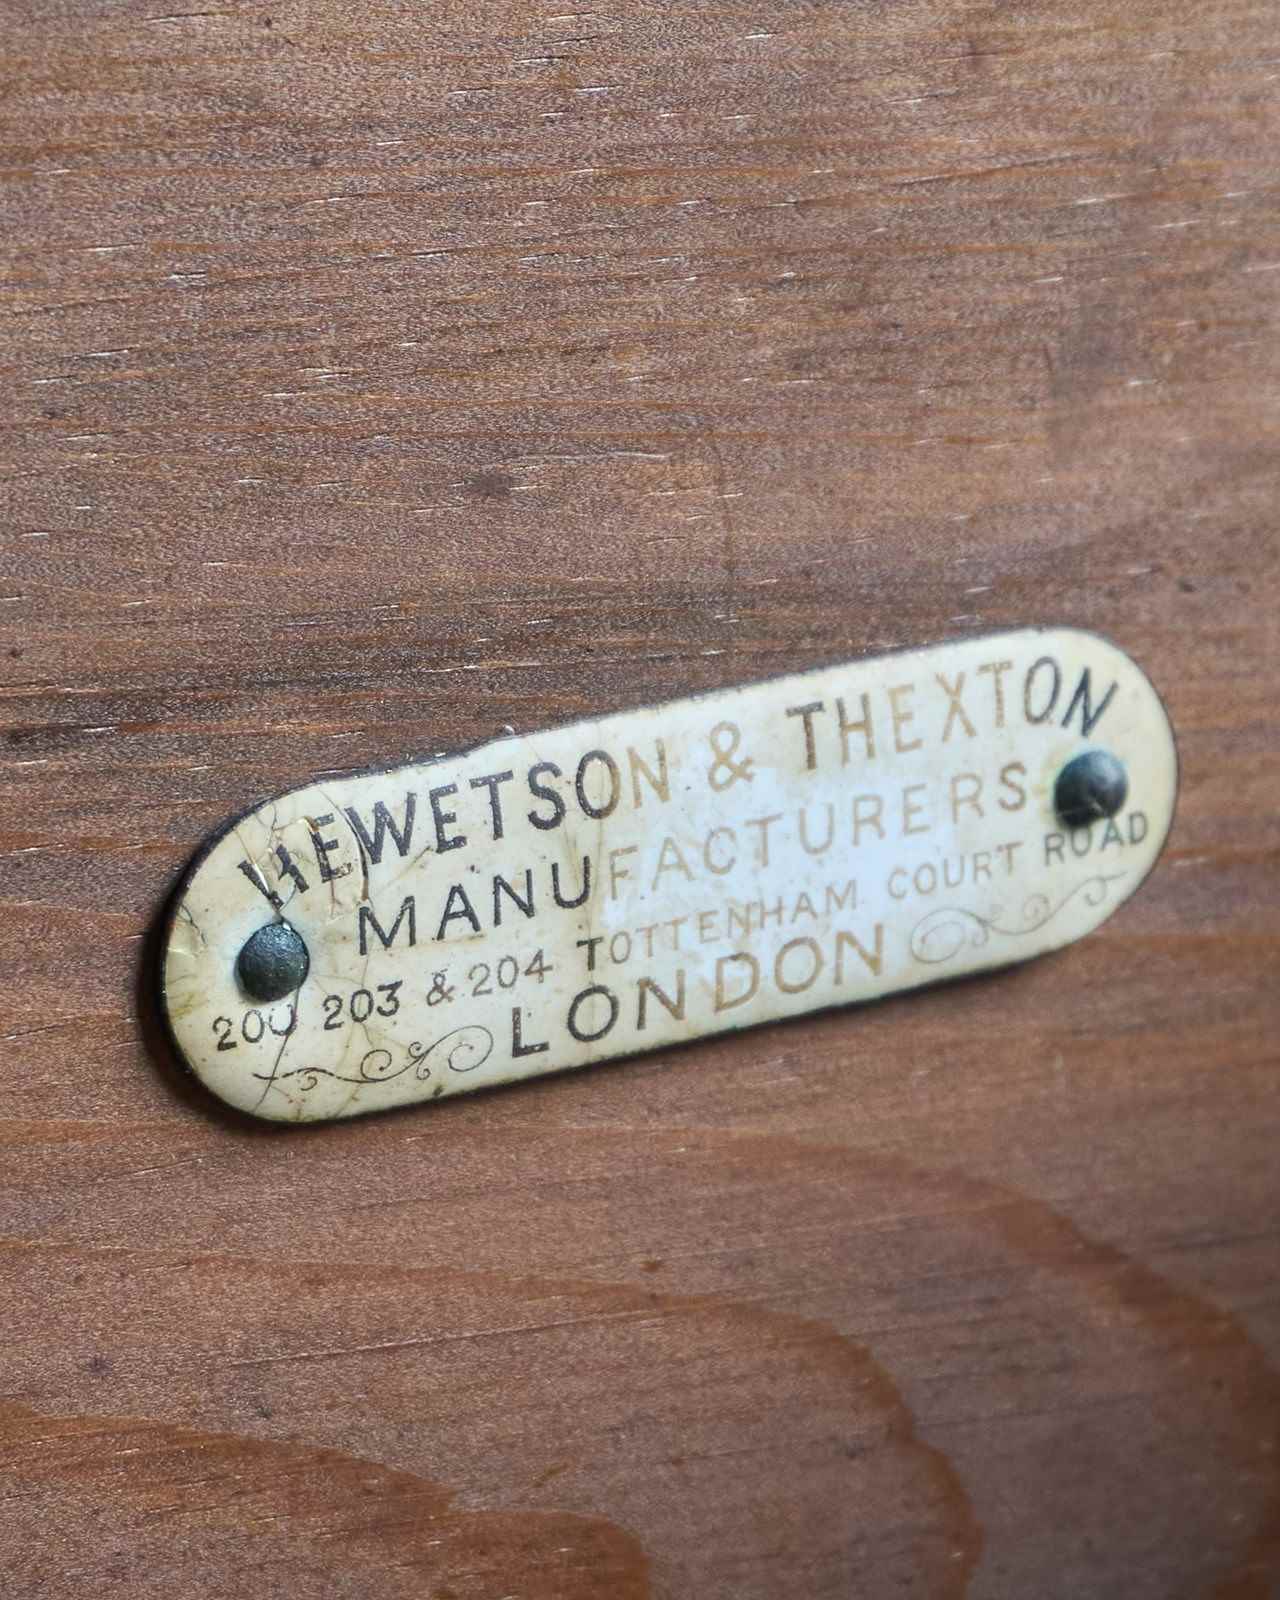 HEWETSON & THEXTON
MANUFACTURERS
200 203 & 204 TOTTENHAM COURT ROAD
LONDON